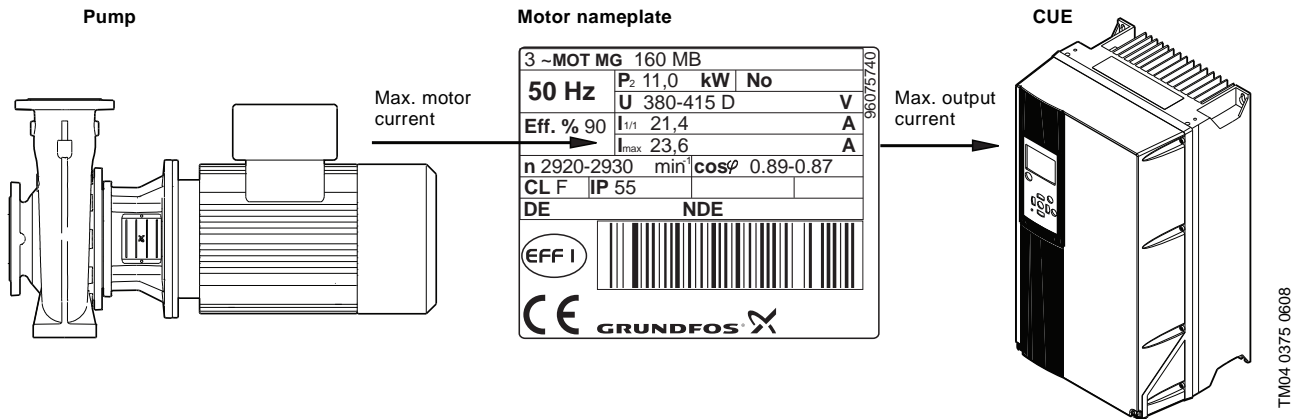 Pump
Motor nameplate
CUE
Max. motor
current
3 ~MOT MG 160 MB
50 Hz
P2 11,0 kW No
U 380-415 D V
Eff. % 90
I1/1 21,4 A
Imax 23,6 A
n 2920-2930 min-1 cosφ 0.89-0.87
CL F IP 55
DE NDE
96075740
EFF 1
CE GRUNDFOS
Max. output
current
TM04 0375 0608